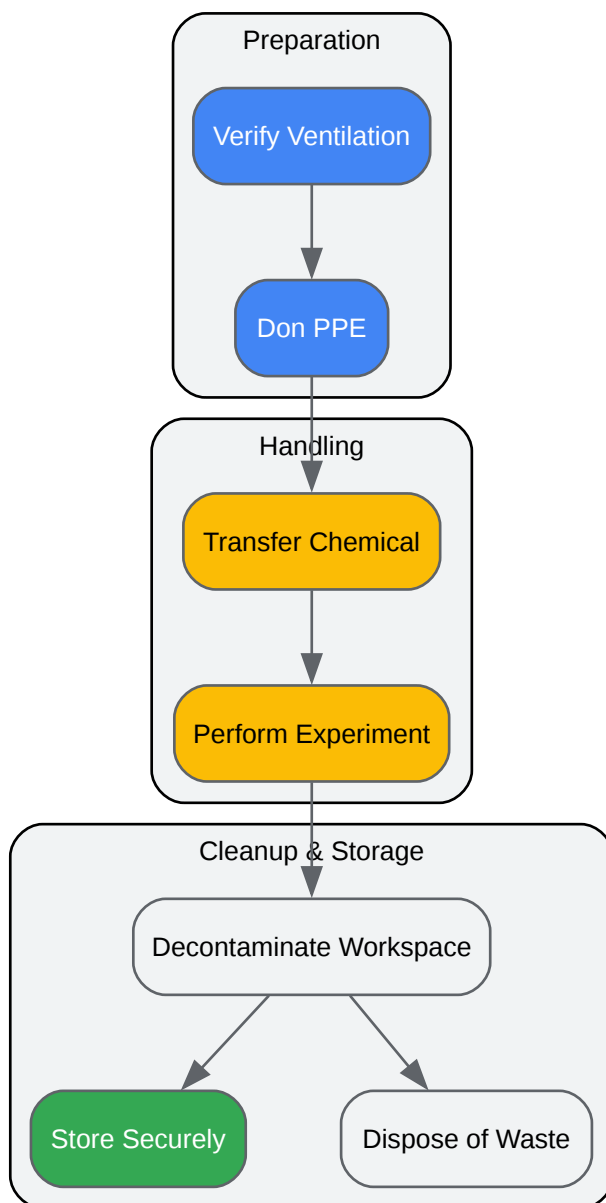 Preparation
Verify Ventilation
Don PPE
Handling
Transfer Chemical
Perform Experiment
Cleanup & Storage
Decontaminate Workspace
Store Securely
Dispose of Waste